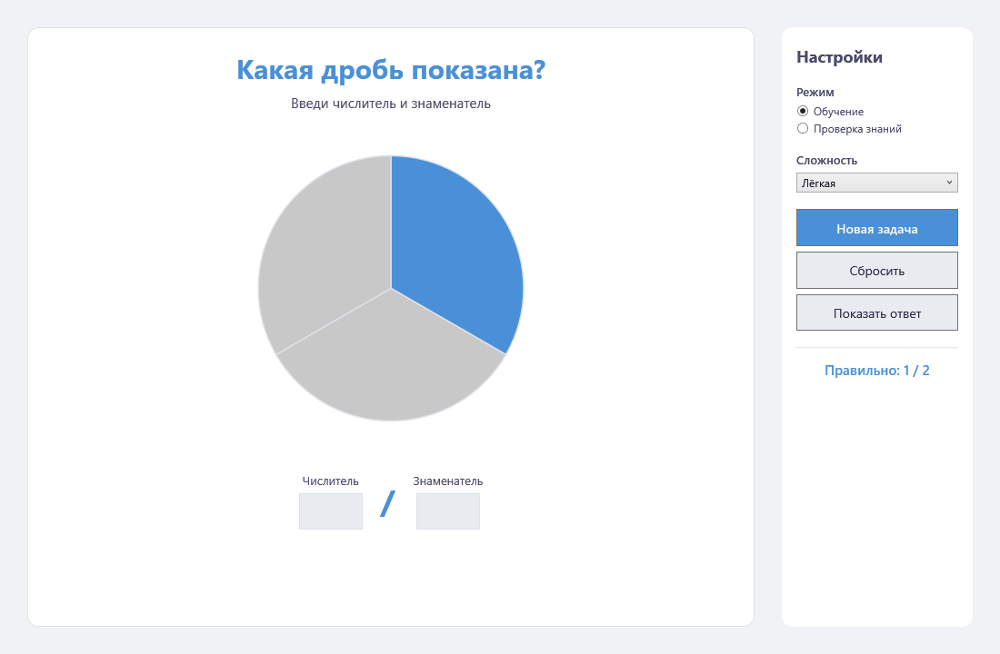 Какая дробь показана?
Введи числитель и знаменатель
Числитель
/
Знаменатель
Настройки
Режим
Обучение
Проверка знаний
Сложность
Лёгкая
Новая задача
Сбросить
Показать ответ
Правильно: 1 / 2